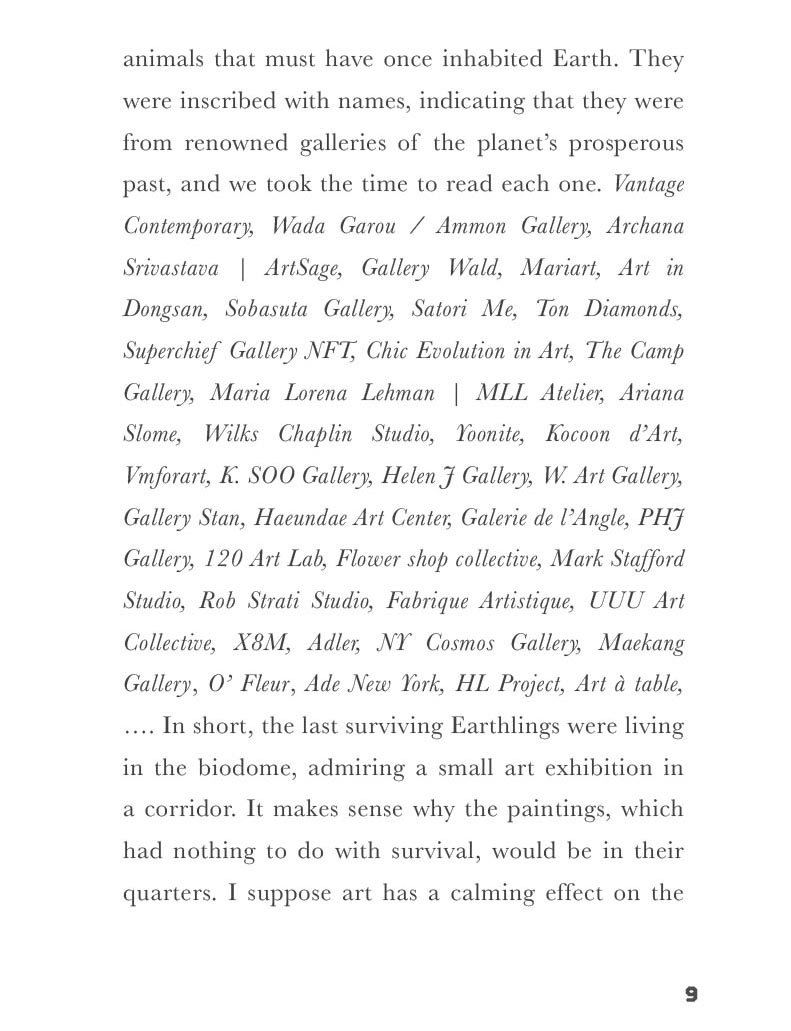 animals that must have once inhabited Earth. They
were inscribed with names, indicating that they were
from renowned galleries of the planet’s prosperous
past, and we took the time to read each one. Vantage
Contemporary, Wada Garou / Ammon Gallery, Archana
Srivastava | ArtSage, Gallery Wald, Mariart, Art in
Dongsan, Sobasuta Gallery, Satori Me, Ton Diamonds,
Superchief Gallery NFT, Chic Evolution in Art, The Camp
Gallery, Maria Lorena Lehman | MLL Atelier, Ariana
Slome, Wilks Chaplin Studio, Yoonite, Kocoon d’Art,
Vmforart, K. SOO Gallery, Helen J Gallery, W. Art Gallery,
Gallery Stan, Haeundae Art Center, Galerie de l’Angle, PHJ
Gallery, 120 Art Lab, Flower shop collective, Mark Stafford
Studio, Rob Strati Studio, Fabrique Artistique, UUU Art
Collective, X8M, Adler, NY Cosmos Gallery, Maekang
Gallery, O’ Fleur, Ade New York, HL Project, Art à table,
…. In short, the last surviving Earthlings were living
in the biodome, admiring a small art exhibition in
a corridor. It makes sense why the paintings, which
had nothing to do with survival, would be in their
quarters. I suppose art has a calming effect on the
9